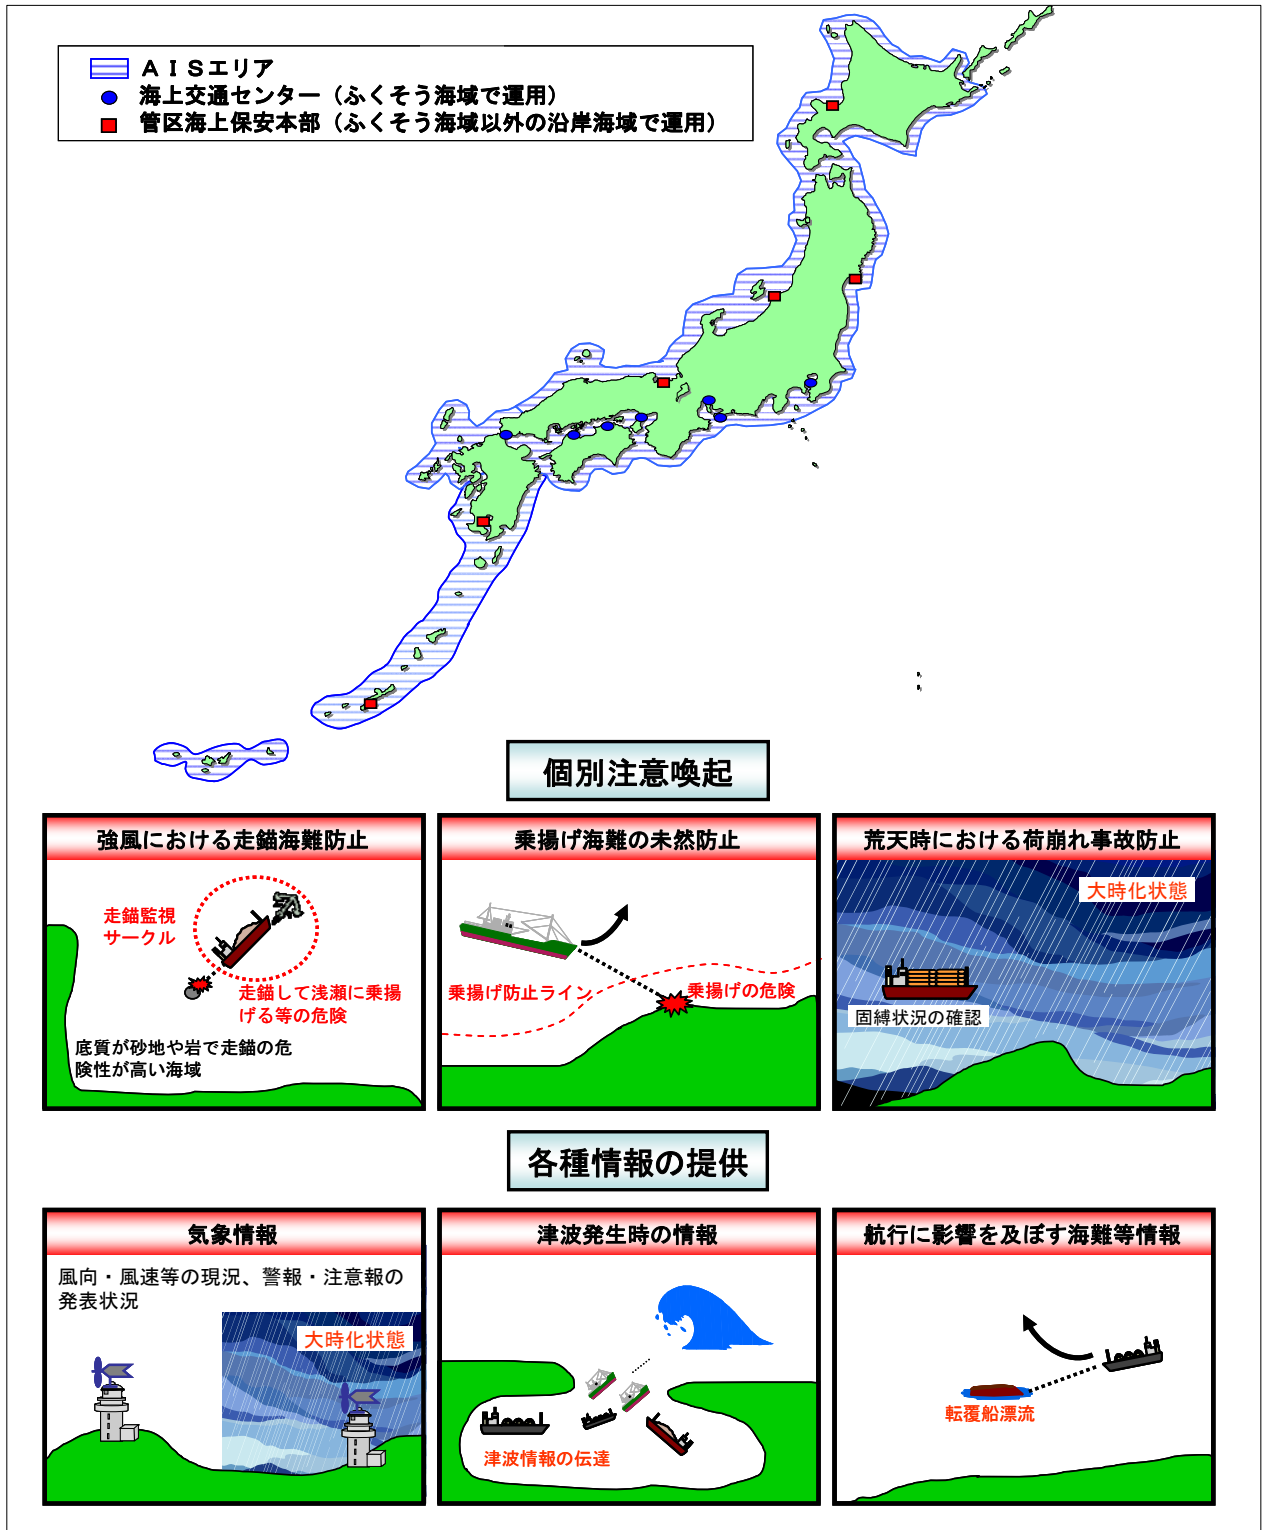 ＡＩＳエリア
海上交通センター（ふくそう海域で運用）
管区海上保安本部（ふくそう海域以外の沿岸海域で運用）
個別注意喚起
強風における走錨海難防止
走錨監視
サークル
走錨して浅瀬に乗揚
げる等の危険
底質が砂地や岩で走錨の危
険性が高い海域
乗揚げ海難の未然防止
乗揚げ防止ライン
乗揚げの危険
荒天時における荷崩れ事故防止
大時化状態
固縛状況の確認
各種情報の提供
気象情報
風向・風速等の現況、警報・注意報の
発表状況
大時化状態
津波発生時の情報
津波情報の伝達
航行に影響を及ぼす海難等情報
転覆船漂流